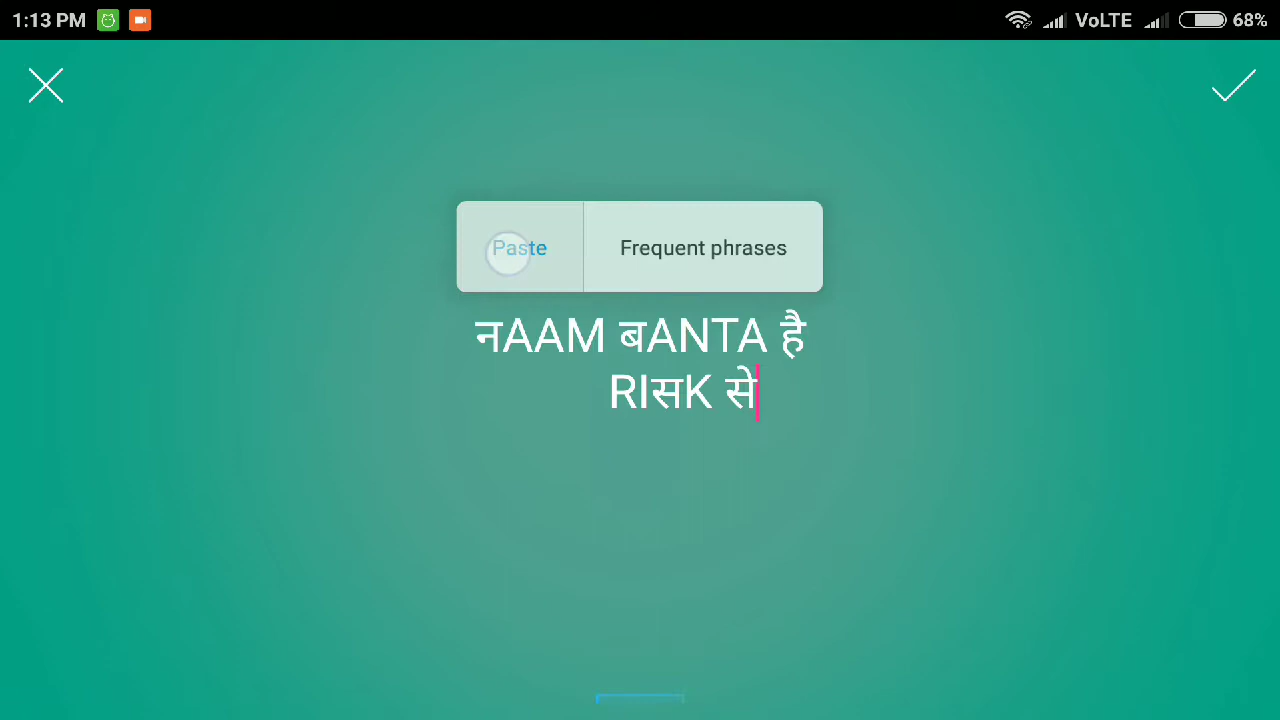 1:13 PM VoLTE 68%
Paste Frequent phrases
नAAM बANTA है
RIसK से